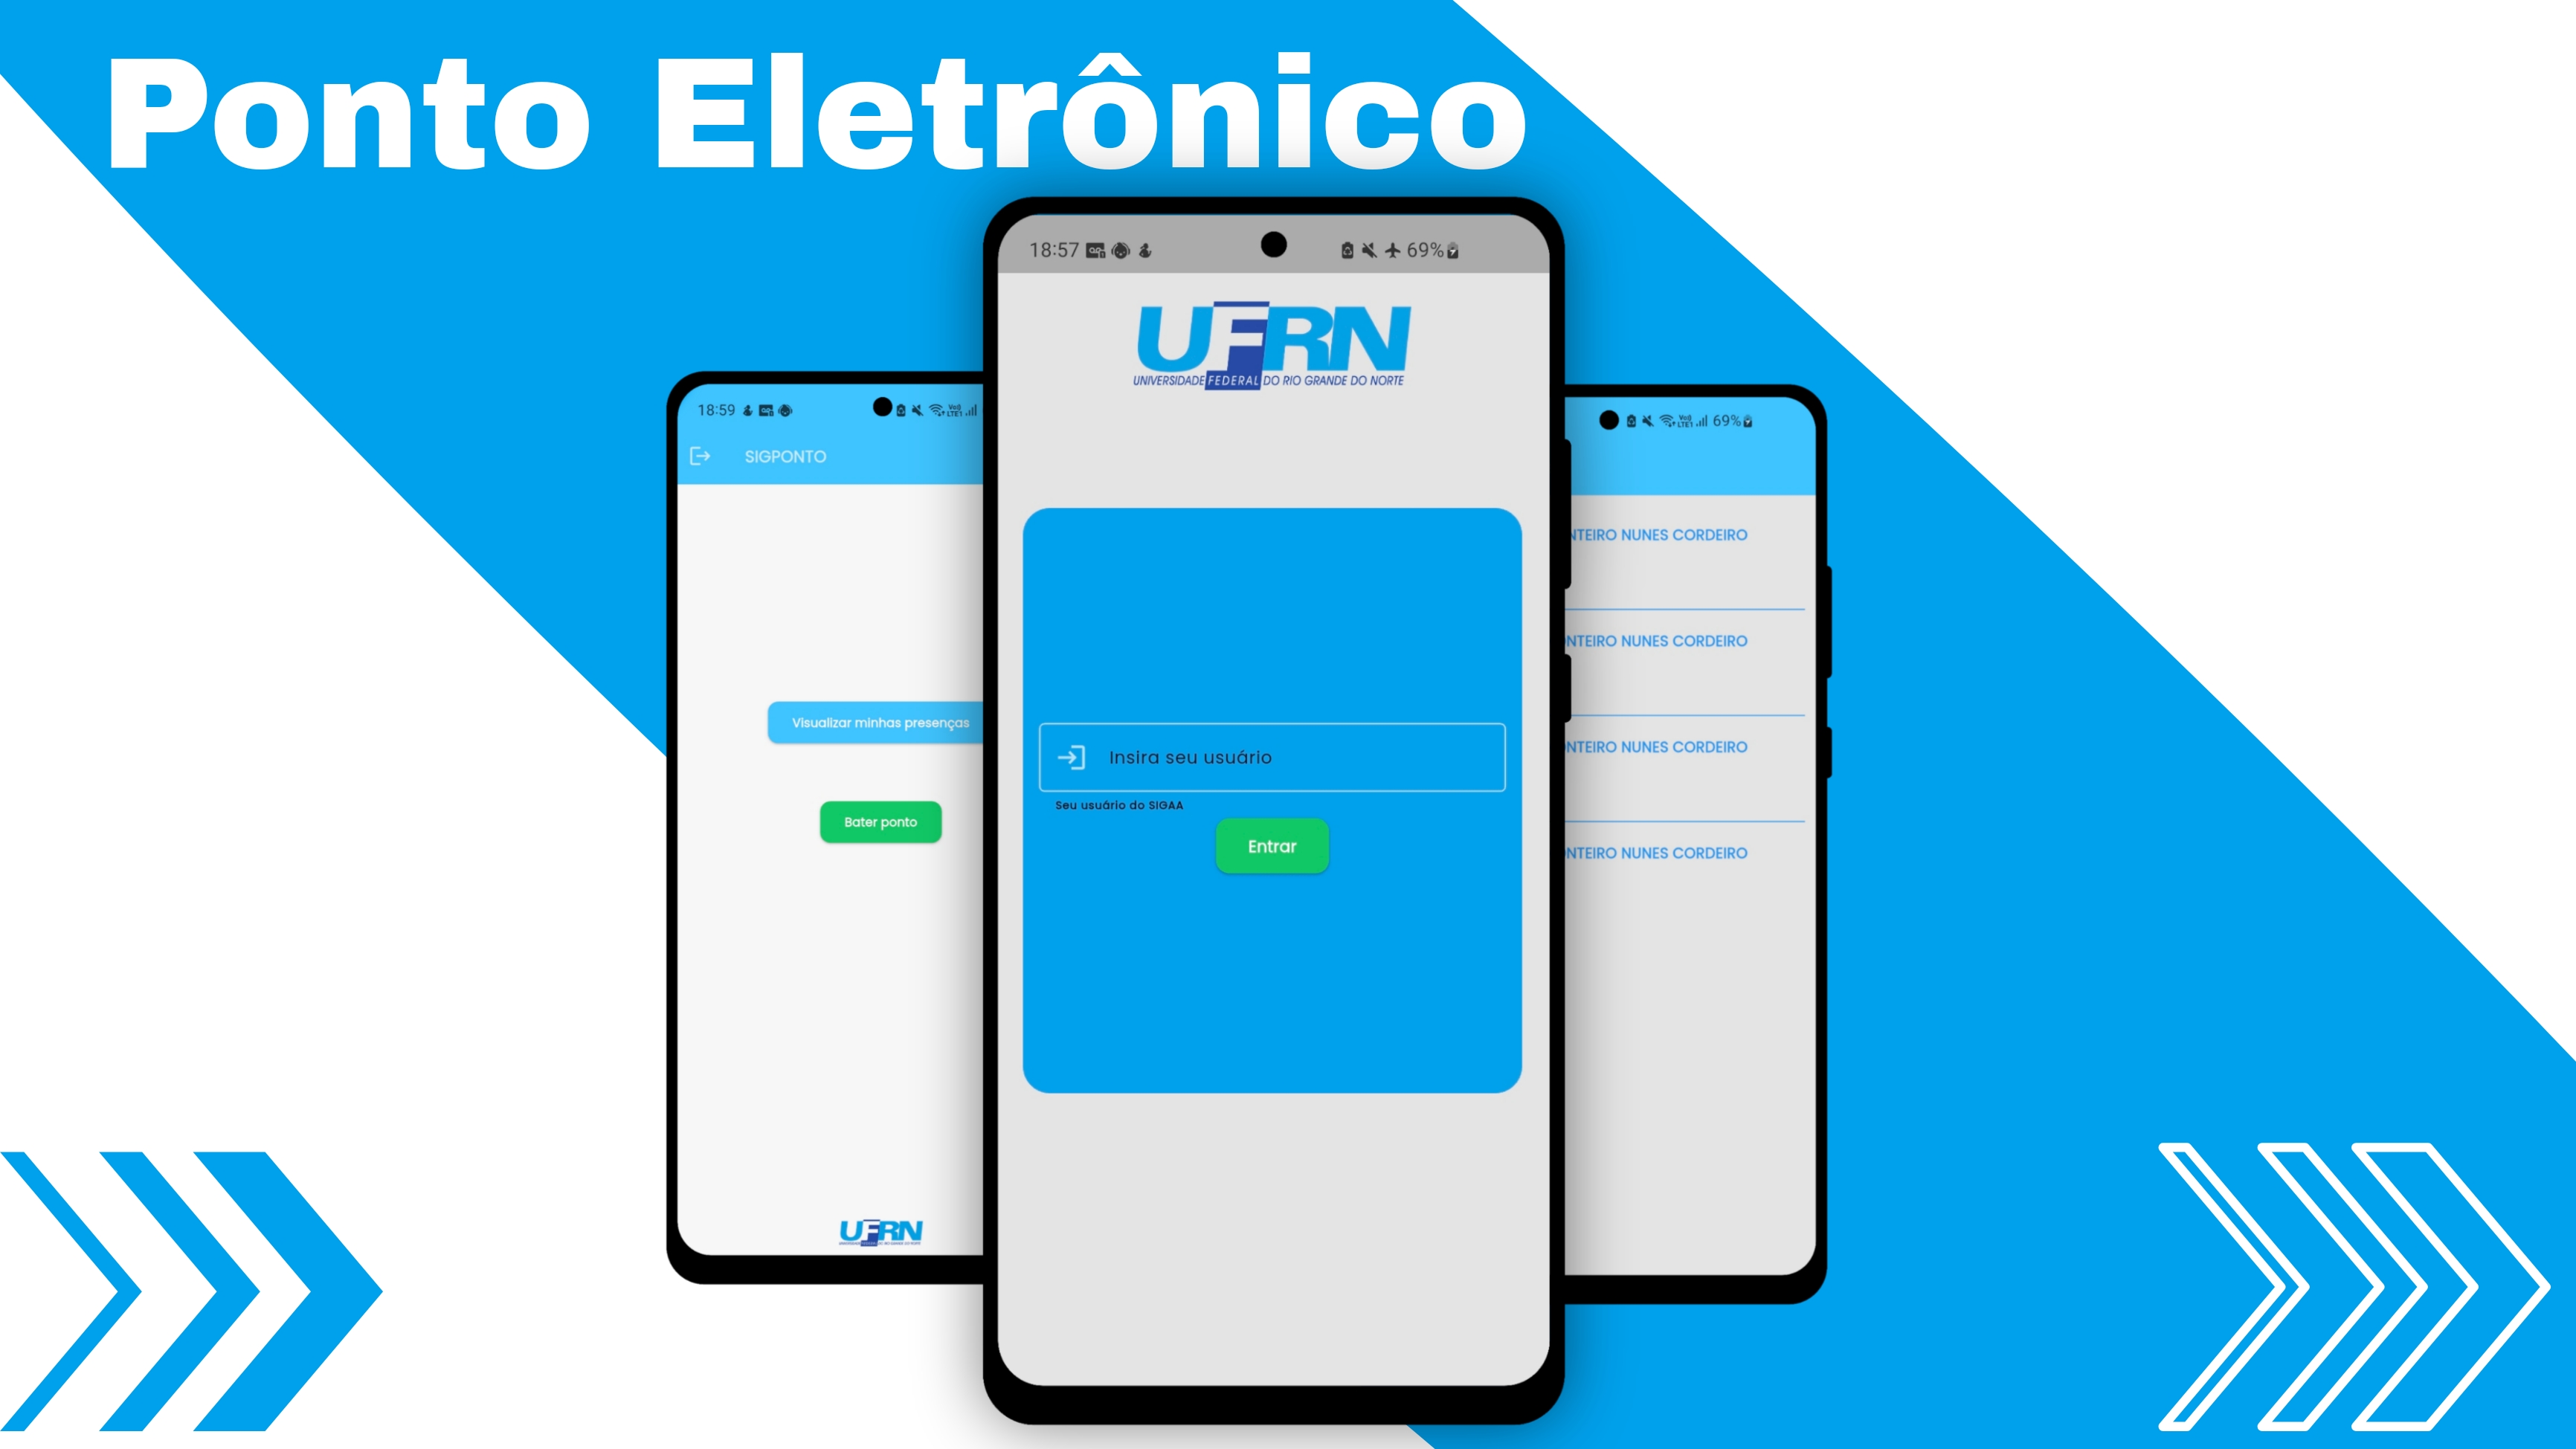 Ponto Eletrônico
18:57
69%
UFRN
UNIVERSIDADE FEDERAL DO RIO GRANDE DO NORTE
Insira seu usuário
Seu usuário do SIGAA
Entrar
18:59
SIGPONTO
Visualizar minhas presenças
Bater ponto
UFRN
69%
NTEIRO NUNES CORDEIRO
NTEIRO NUNES CORDEIRO
NTEIRO NUNES CORDEIRO
NTEIRO NUNES CORDEIRO